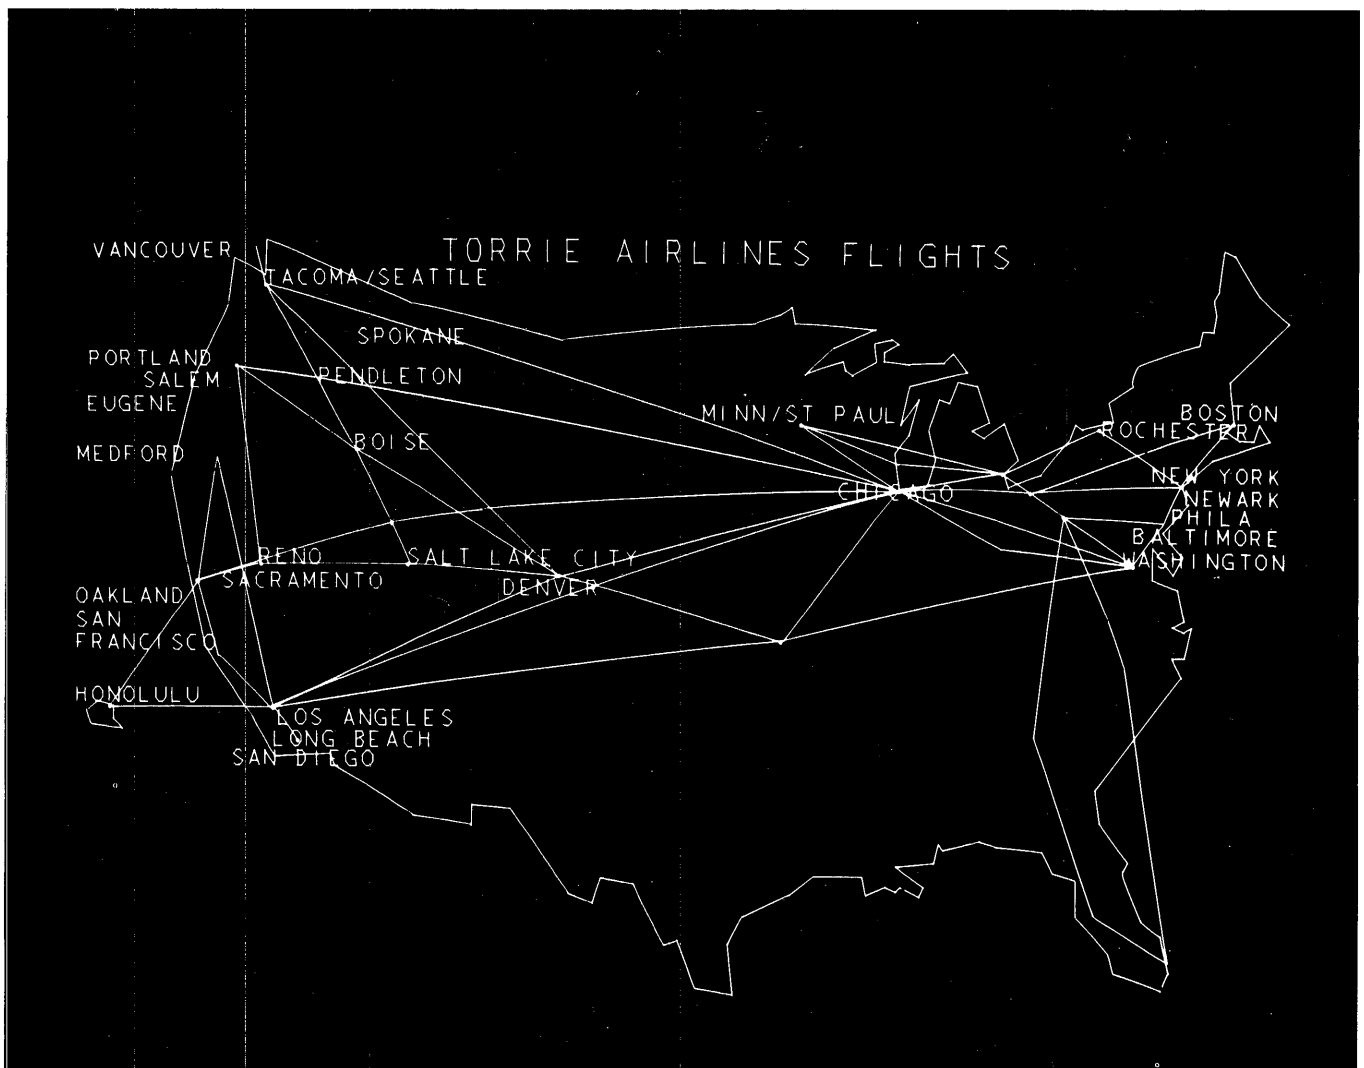 TORRIE AIRLINES FLIGHTS
VANCOUVER
TACOMA/SEATTLE
SPOKANE
PORTLAND
SALEM
PENDLETON
EUGENE
MINN/ST PAUL
BOSTON
ROCHESTER
BOISE
MEDFORD
NEW YORK
CHICAGO
NEWARK
PHILA
BALTIMORE
RENO
SALT LAKE CITY
WASHINGTON
SACRAMENTO
DENVER
OAKLAND
SAN
FRANCISCO
HONOLULU
LOS ANGELES
LONG BEACH
SAN DIEGO